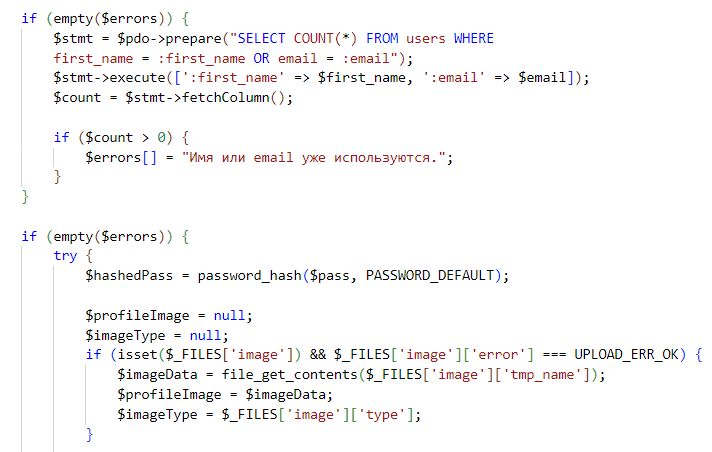 if (empty($errors)) {
    $stmt = $pdo->prepare("SELECT COUNT(*) FROM users WHERE
    first_name = :first_name OR email = :email");
    $stmt->execute([':first_name' => $first_name, ':email' => $email]);
    $count = $stmt->fetchColumn();

    if ($count > 0) {
        $errors[] = "Имя или email уже используются.";
    }
}

if (empty($errors)) {
    try {
        $hashedPass = password_hash($pass, PASSWORD_DEFAULT);

        $profileImage = null;
        $imageType = null;
        if (isset($_FILES['image']) && $_FILES['image']['error'] === UPLOAD_ERR_OK) {
            $imageData = file_get_contents($_FILES['image']['tmp_name']);
            $profileImage = $imageData;
            $imageType = $_FILES['image']['type'];
        }